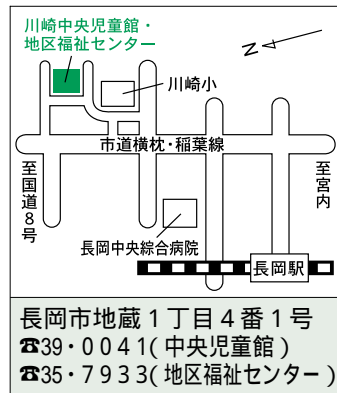 川崎中央児童館・
地区福祉センター
N
川崎小
市道横枕・稲葉線
至国道8号
至宮内
長岡中央綜合病院
長岡駅
長岡市地蔵1丁目4番1号
☎39・0041(中央児童館)
☎35・7933(地区福祉センター)